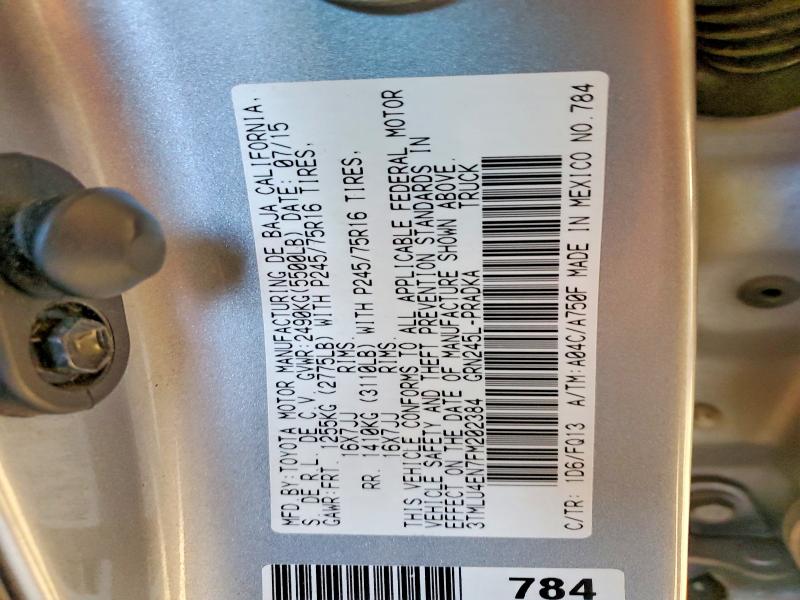 MFD BY: TOYOTA MOTOR MANUFACTURING DE BAJA CALIFORNIA,
S. DE R.L. DE C.V. GVWR: 2490KG(5500LB) DATE: 07/15
GAWR: FRT. 1255KG (2775LB) WITH P245/75R16 TIRES,
16X7JJ RIMS.
RR. 1410KG (3110LB) WITH P245/75R16 TIRES,
16X7JJ RIMS.
THIS VEHICLE CONFORMS TO ALL APPLICABLE FEDERAL MOTOR
VEHICLE SAFETY AND THEFT PREVENTION STANDARDS IN
EFFECT ON THE DATE OF MANUFACTURE SHOWN ABOVE.
3TMLU4EN7FM202384 GRN245L-PRADKA TRUCK
C/TR: 1D6/FQ13 A/TM: A04C/A750F MADE IN MEXICO NO. 784
784